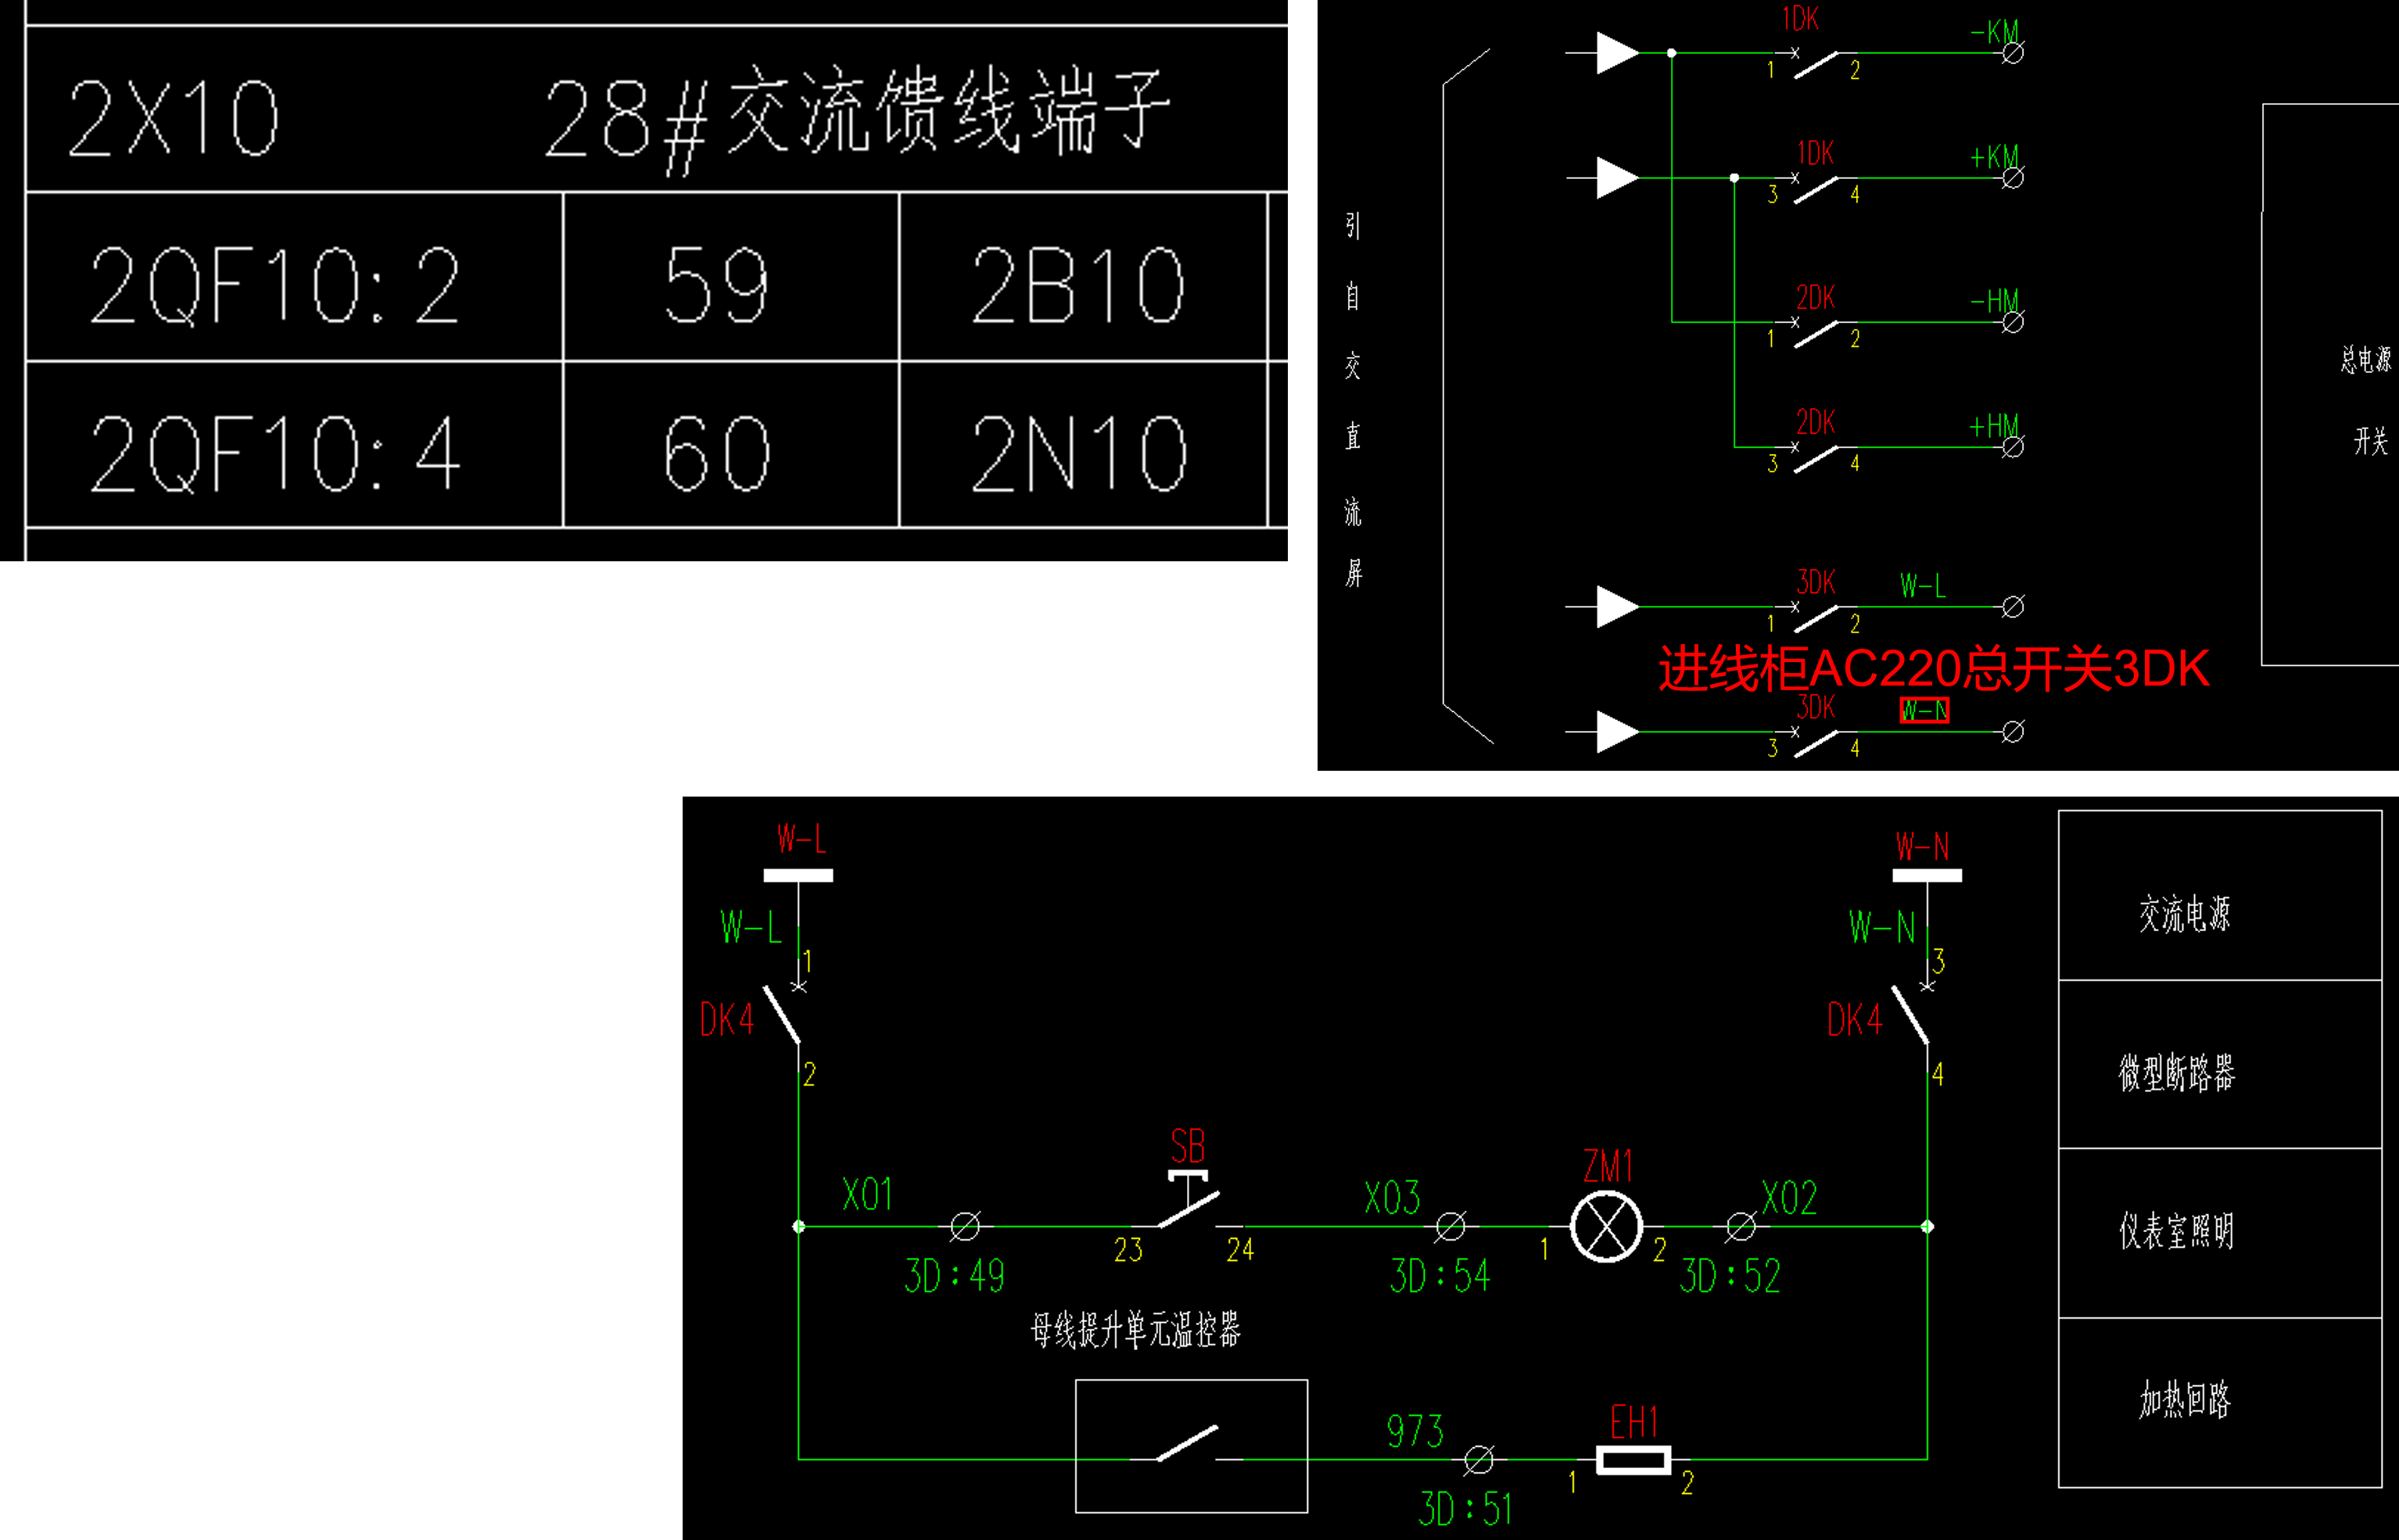 2X10 28#交流馈线端子
2QF10:2 59 2B10
2QF10:4 60 2N10
引自交直流屏
1DK -KM
1 2
1DK +KM
3 4
2DK -HM
1 2
2DK +HM
3 4
3DK W-L
1 2
进线柜AC220总开关3DK
3DK W-N
3 4
总电源
开关
W-L W-N
W-L W-N
1 3
DK4 DK4
2 4
X01 SB X03 ZM1 X02
23 24 1 2
3D:49 3D:54 3D:52
母线提升单元温控器
973 EH1
1 2
3D:51
交流电源
微型断路器
仪表室照明
加热回路